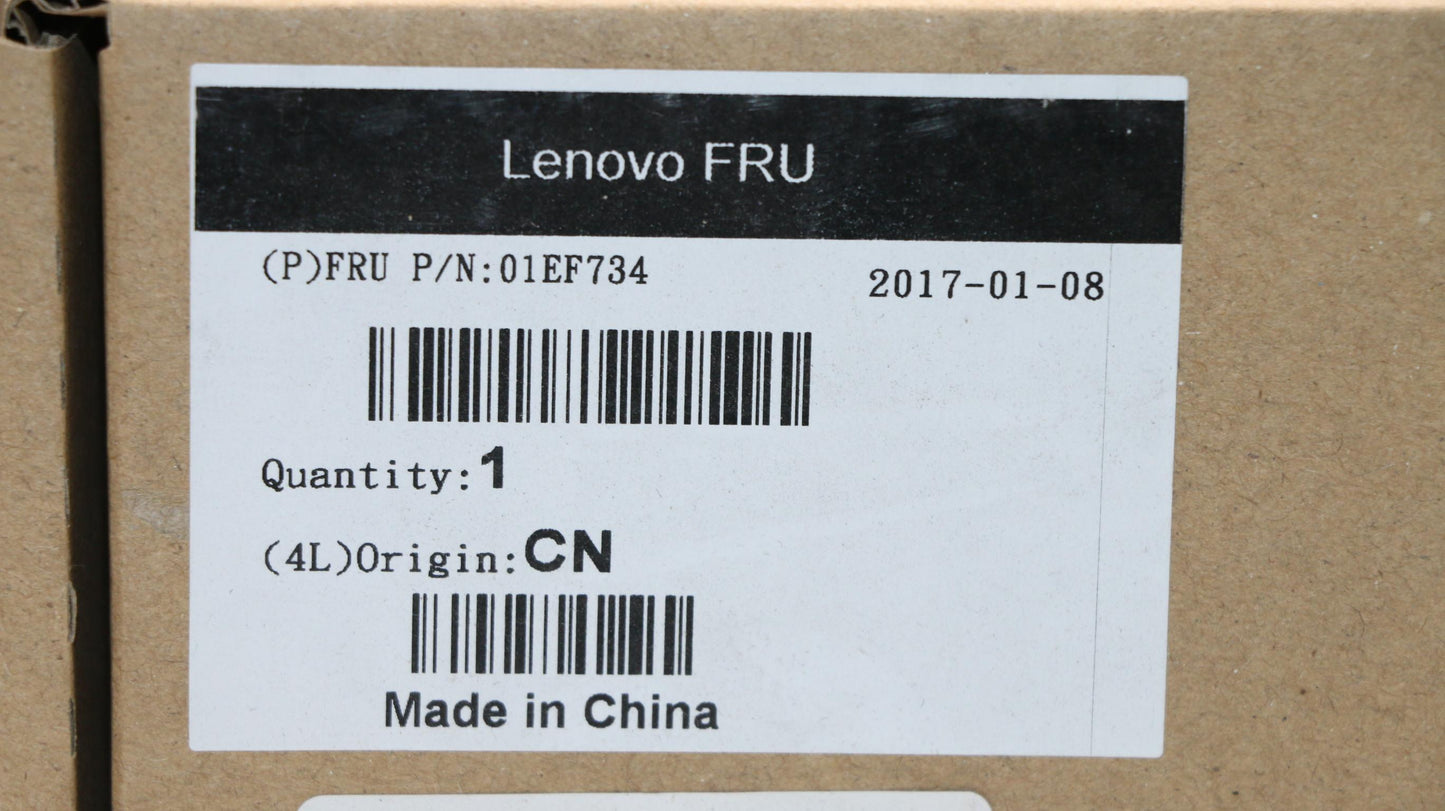 Lenovo FRU
(P)FRU P/N:01EF734
2017-01-08
Quantity:1
(4L)Origin:CN
Made in China